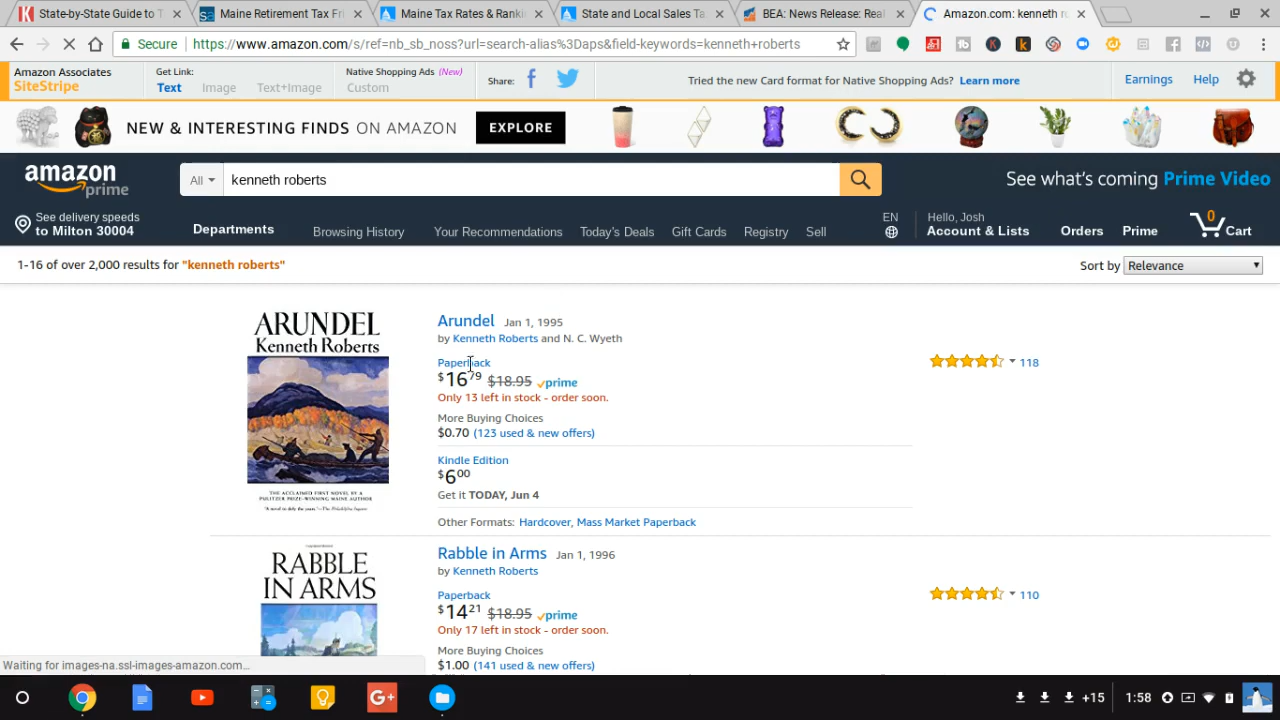 State-by-State Guide to T
Maine Retirement Tax Fri
Maine Tax Rates & Ranki
State and Local Sales Ta
BEA: News Release: Real
Amazon.com: kenneth ro
Secure
https://www.amazon.com/s/ref=nb_sb_noss?url=search-alias%3Daps&field-keywords=kenneth+roberts
Amazon Associates
SiteStripe
Get Link:
Text Image Text+Image
Native Shopping Ads (New)
Custom
Share:
Tried the new Card format for Native Shopping Ads? Learn more
Earnings Help
NEW & INTERESTING FINDS ON AMAZON
EXPLORE
amazon
prime
All
kenneth roberts
See what's coming Prime Video
See delivery speeds
to Milton 30004
Departments
Browsing History
Your Recommendations
Today's Deals
Gift Cards
Registry
Sell
EN
Hello, Josh
Account & Lists
Orders
Prime
0
Cart
1-16 of over 2,000 results for "kenneth roberts"
Sort by Relevance
ARUNDEL
Kenneth Roberts
THE ACCLAIMED FIRST NOVEL BY A
PULITZER PRIZE-WINNING MAINE AUTHOR
Arundel Jan 1, 1995
by Kenneth Roberts and N. C. Wyeth
Paperback
$16 79 $18.95 prime
Only 13 left in stock - order soon.
More Buying Choices
$0.70 (123 used & new offers)
118
Kindle Edition
$6 00
Get it TODAY, Jun 4
Other Formats: Hardcover, Mass Market Paperback
RABBLE
IN ARMS
Rabble in Arms Jan 1, 1996
by Kenneth Roberts
Paperback
$14 21 $18.95 prime
Only 17 left in stock - order soon.
More Buying Choices
$1.00 (141 used & new offers)
110
Waiting for images-na.ssl-images-amazon.com...
G+
+15
1:58